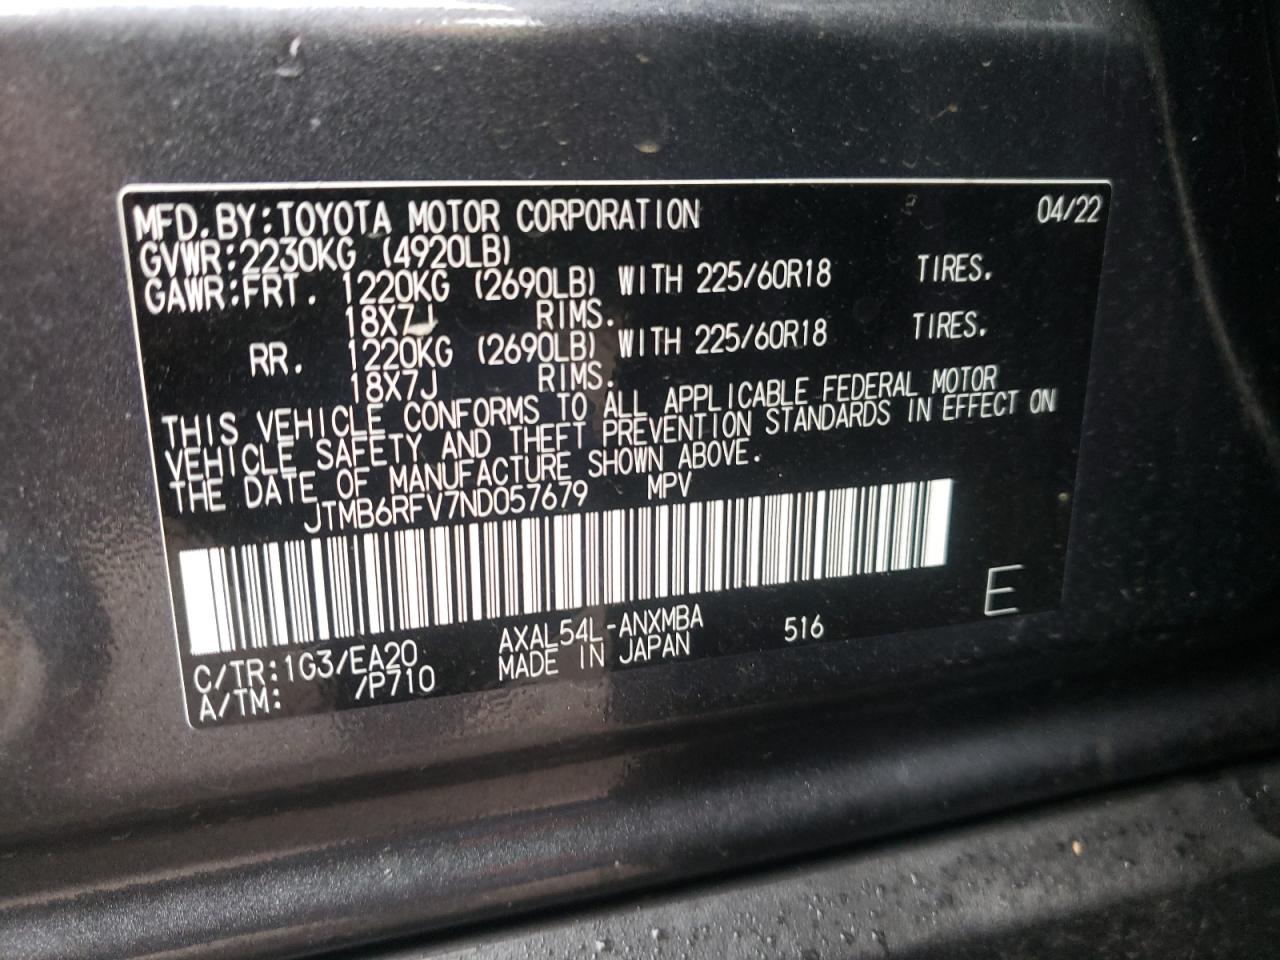 MFD.BY:TOYOTA MOTOR CORPORATION 04/22
GVWR:2230KG (4920LB)
GAWR:FRT. 1220KG (2690LB) WITH 225/60R18 TIRES.
18X7J RIMS.
RR. 1220KG (2690LB) WITH 225/60R18 TIRES.
18X7J RIMS.
THIS VEHICLE CONFORMS TO ALL APPLICABLE FEDERAL MOTOR
VEHICLE SAFETY AND THEFT PREVENTION STANDARDS IN EFFECT ON
THE DATE OF MANUFACTURE SHOWN ABOVE.
JTMB6RFV7ND057679 MPV
E
C/TR:1G3/EA20 AXAL54L-ANXMBA 516
A/TM: /P710 MADE IN JAPAN